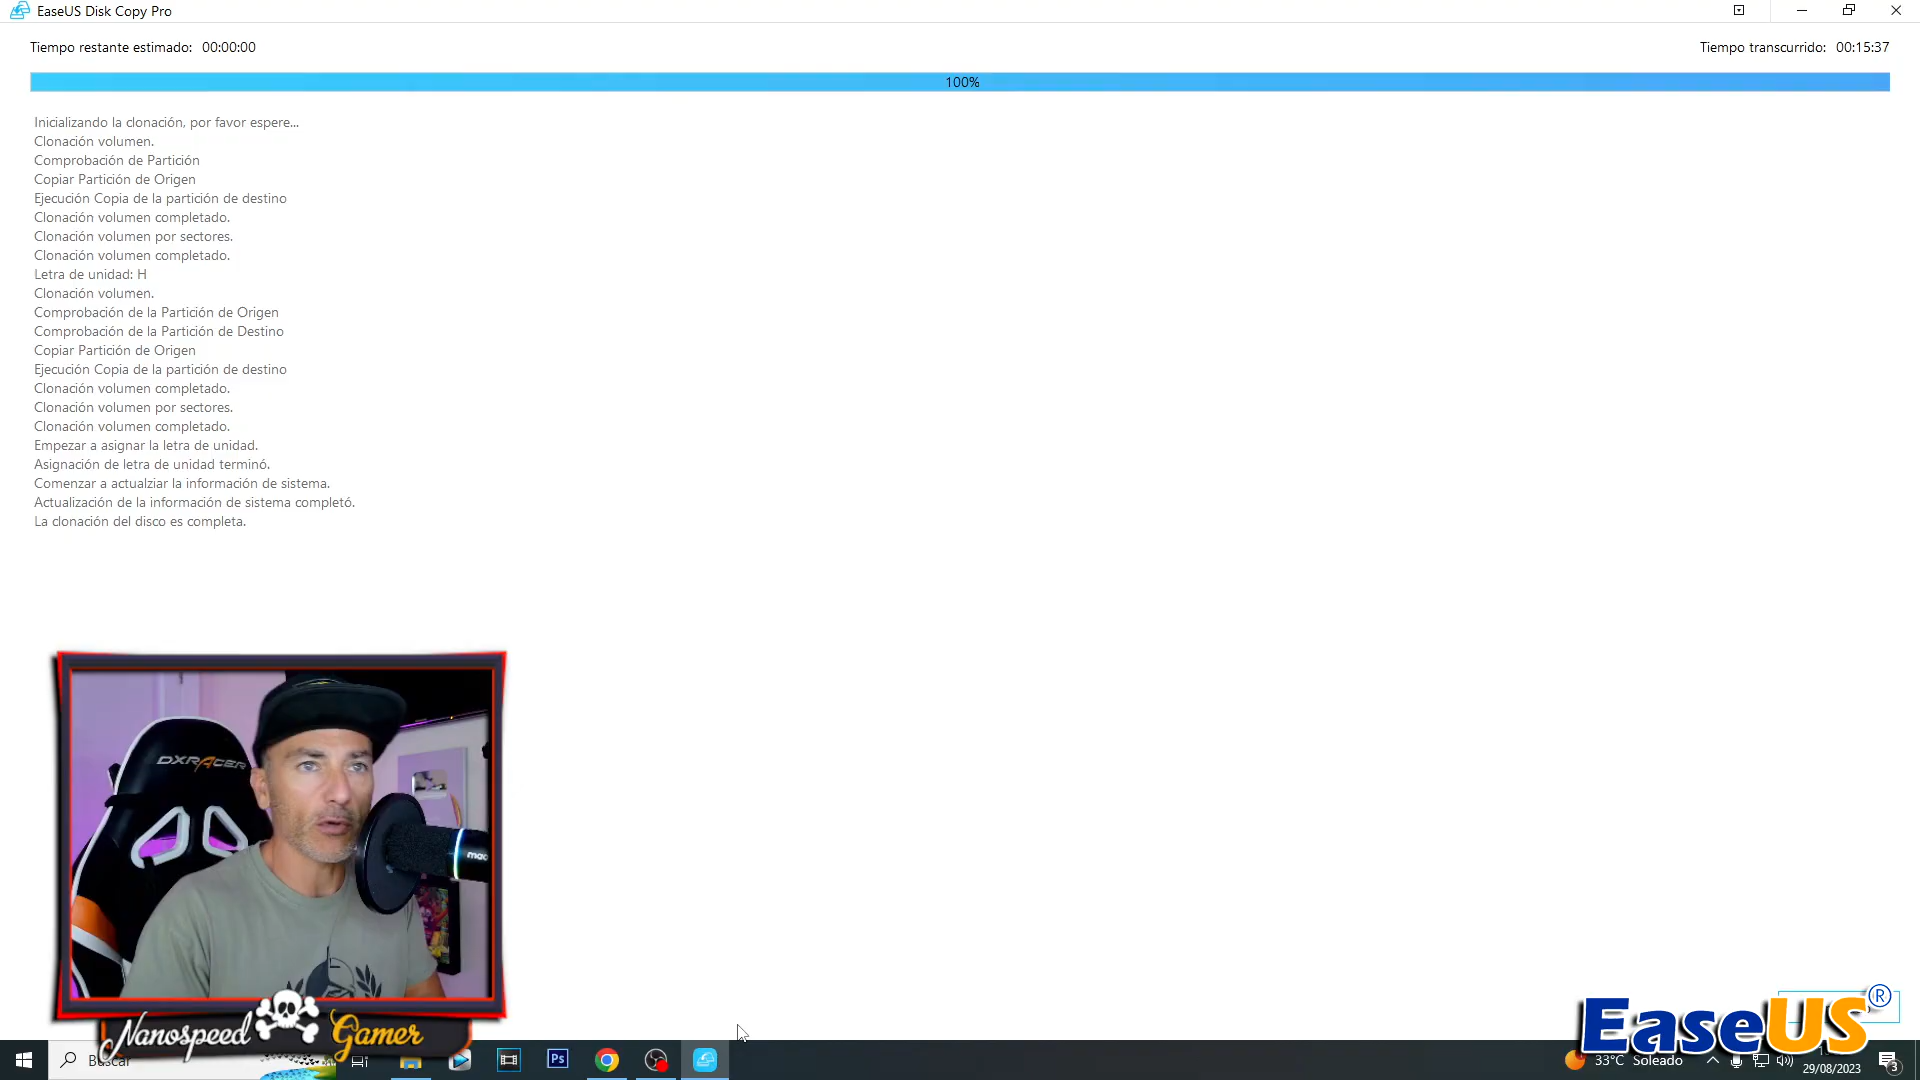 EaseUS Disk Copy Pro
Tiempo restante estimado: 00:00:00
Tiempo transcurrido: 00:15:37
100%
Inicializando la clonación, por favor espere...
Clonación volumen.
Comprobación de Partición
Copiar Partición de Origen
Ejecución Copia de la partición de destino
Clonación volumen completado.
Clonación volumen por sectores.
Clonación volumen completado.
Letra de unidad: H
Clonación volumen.
Comprobación de la Partición de Origen
Comprobación de la Partición de Destino
Copiar Partición de Origen
Ejecución Copia de la partición de destino
Clonación volumen completado.
Clonación volumen por sectores.
Clonación volumen completado.
Empezar a asignar la letra de unidad.
Asignación de letra de unidad terminó.
Comenzar a actualziar la información de sistema.
Actualización de la información de sistema completó.
La clonación del disco es completa.
DXRACER
Nanospeed Gamer
EaseUS®
Buscar
Ps
33°C Soleado
29/08/2023
3